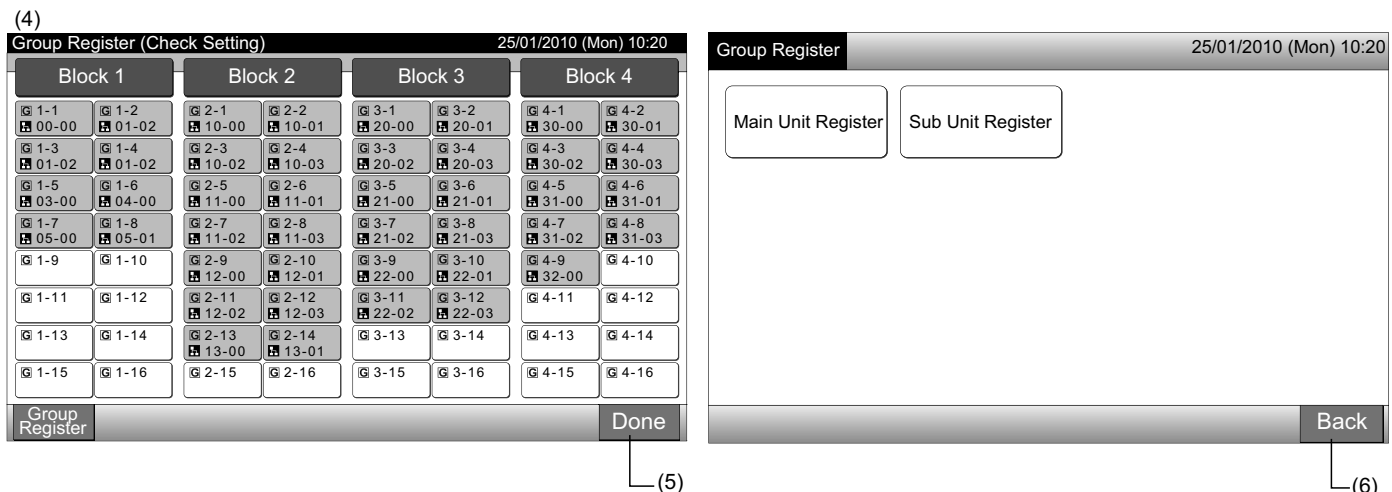 (4)
Group Register (Check Setting) 25/01/2010 (Mon) 10:20
Block 1 Block 2 Block 3 Block 4
G 1-1 G 1-2 G 2-1 G 2-2 G 3-1 G 3-2 G 4-1 G 4-2
00-00 01-02 10-00 10-01 20-00 20-01 30-00 30-01
G 1-3 G 1-4 G 2-3 G 2-4 G 3-3 G 3-4 G 4-3 G 4-4
01-02 01-02 10-02 10-03 20-02 20-03 30-02 30-03
G 1-5 G 1-6 G 2-5 G 2-6 G 3-5 G 3-6 G 4-5 G 4-6
03-00 04-00 11-00 11-01 21-00 21-01 31-00 31-01
G 1-7 G 1-8 G 2-7 G 2-8 G 3-7 G 3-8 G 4-7 G 4-8
05-00 05-01 11-02 11-03 21-02 21-03 31-02 31-03
G 1-9 G 1-10 G 2-9 G 2-10 G 3-9 G 3-10 G 4-9 G 4-10
12-00 12-01 22-00 22-01 32-00
G 1-11 G 1-12 G 2-11 G 2-12 G 3-11 G 3-12 G 4-11 G 4-12
12-02 12-03 22-02 22-03
G 1-13 G 1-14 G 2-13 G 2-14 G 3-13 G 3-14 G 4-13 G 4-14
13-00 13-01
G 1-15 G 1-16 G 2-15 G 2-16 G 3-15 G 3-16 G 4-15 G 4-16
Group
Register
Done
(5)
Group Register 25/01/2010 (Mon) 10:20
Main Unit Register Sub Unit Register
Back
(6)